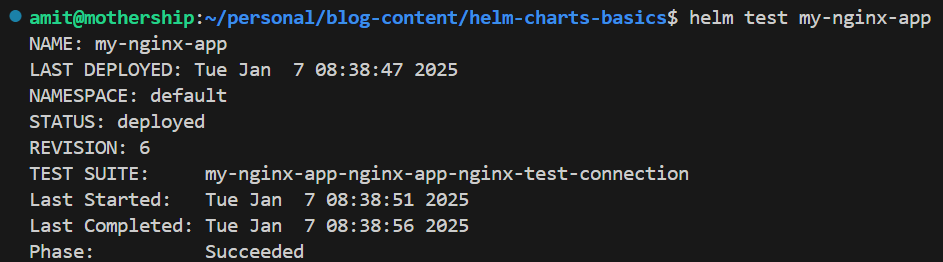 amit@mothership:~/personal/blog-content/helm-charts-basics$ helm test my-nginx-app
NAME: my-nginx-app
LAST DEPLOYED: Tue Jan  7 08:38:47 2025
NAMESPACE: default
STATUS: deployed
REVISION: 6
TEST SUITE:     my-nginx-app-nginx-app-nginx-test-connection
Last Started:   Tue Jan  7 08:38:51 2025
Last Completed: Tue Jan  7 08:38:56 2025
Phase:          Succeeded